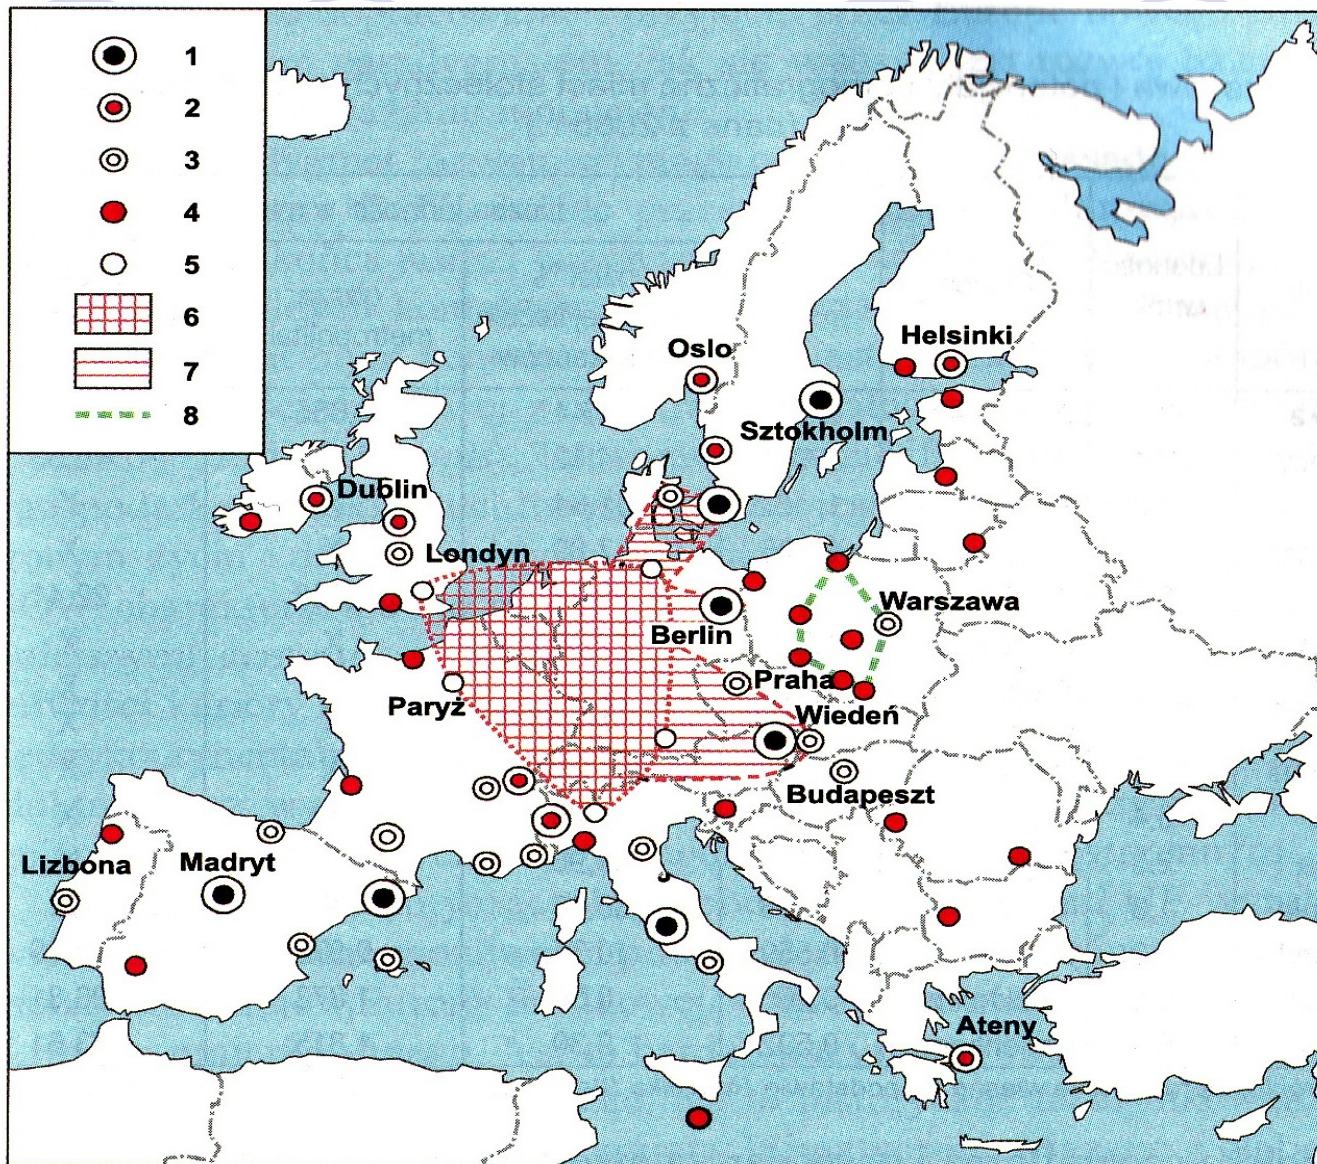 1
2
3
4
5
6
7
8
Helsinki
Oslo
Sztokholm
Dublin
Londyn
Warszawa
Berlin
Praha
Paryż
Wiedeń
Budapeszt
Lizbona
Madryt
Ateny